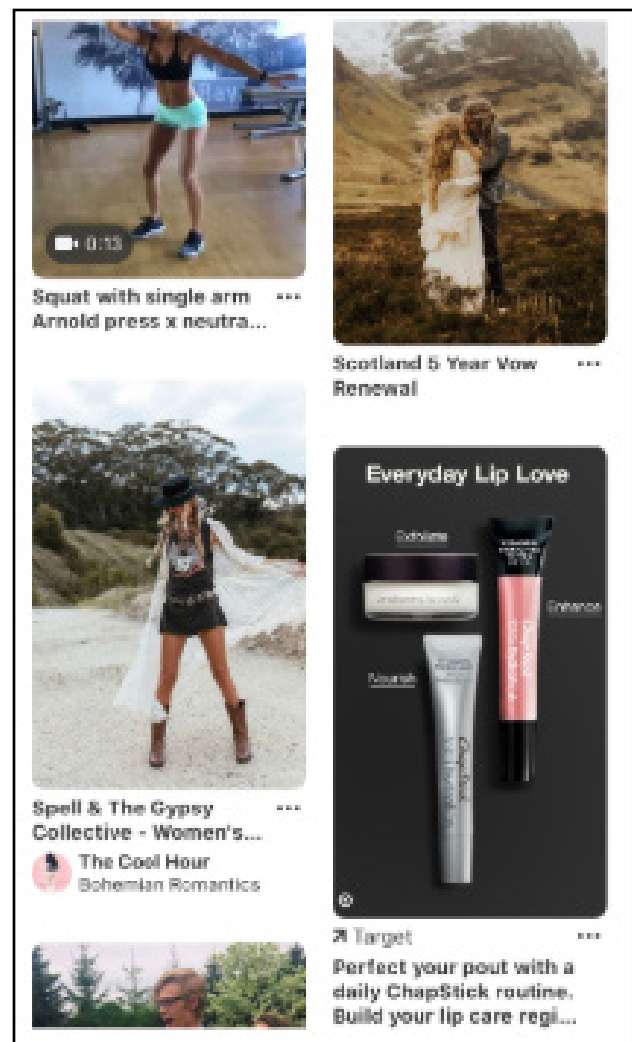 0:13
Squat with single arm
Arnold press x neutra...
Scotland 5 Year Vow
Renewal
Spell & The Gypsy
Collective - Women's...
The Cool Hour
Bohemian Romantics
Everyday Lip Love
Exfoliate
Enhance
Nourish
ChapStick
ChapStick
Target
Perfect your pout with a
daily ChapStick routine.
Build your lip care regi...